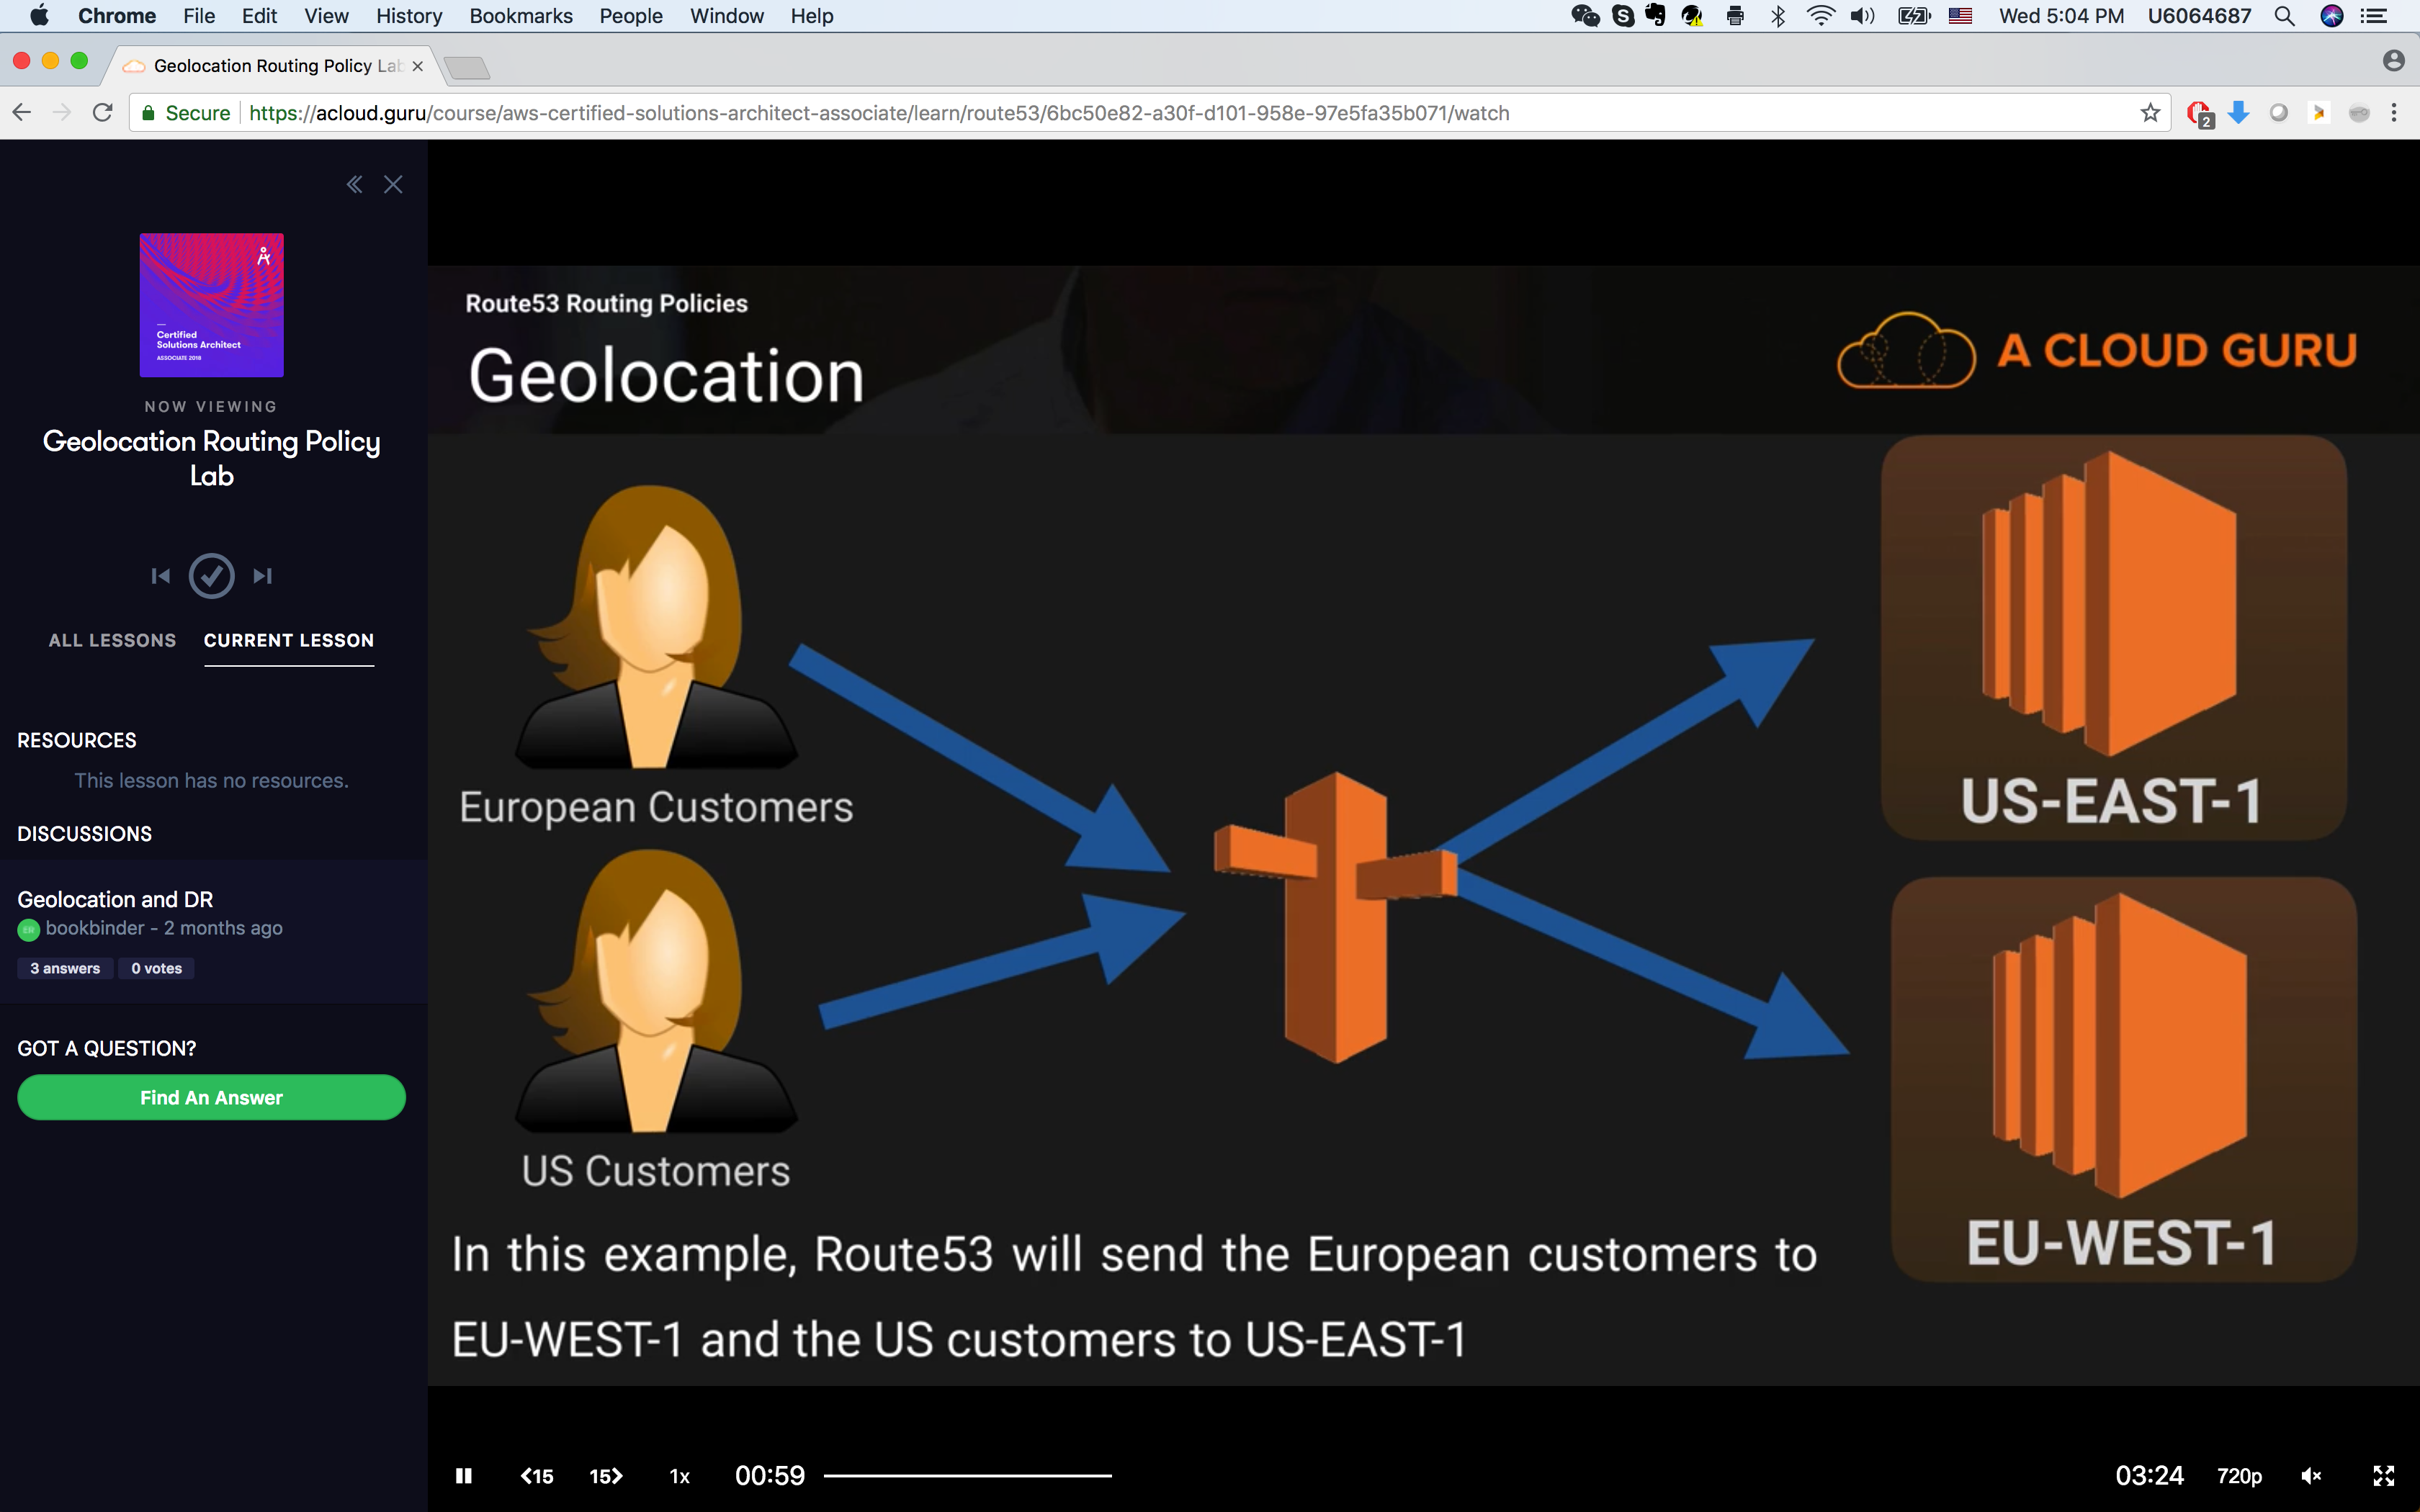 Chrome File Edit View History Bookmarks People Window Help
Wed 5:04 PM U6064687
Geolocation Routing Policy Lab
Secure https://acloud.guru/course/aws-certified-solutions-architect-associate/learn/route53/6bc50e82-a30f-d101-958e-97e5fa35b071/watch
2
Certified
Solutions Architect
ASSOCIATE 2018
NOW VIEWING
Geolocation Routing Policy
Lab
ALL LESSONS CURRENT LESSON
RESOURCES
This lesson has no resources.
DISCUSSIONS
Geolocation and DR
ER bookbinder - 2 months ago
3 answers 0 votes
GOT A QUESTION?
Find An Answer
Route53 Routing Policies
Geolocation
A CLOUD GURU
European Customers
US Customers
US-EAST-1
EU-WEST-1
In this example, Route53 will send the European customers to
EU-WEST-1 and the US customers to US-EAST-1
15 15 1x 00:59 03:24 720p